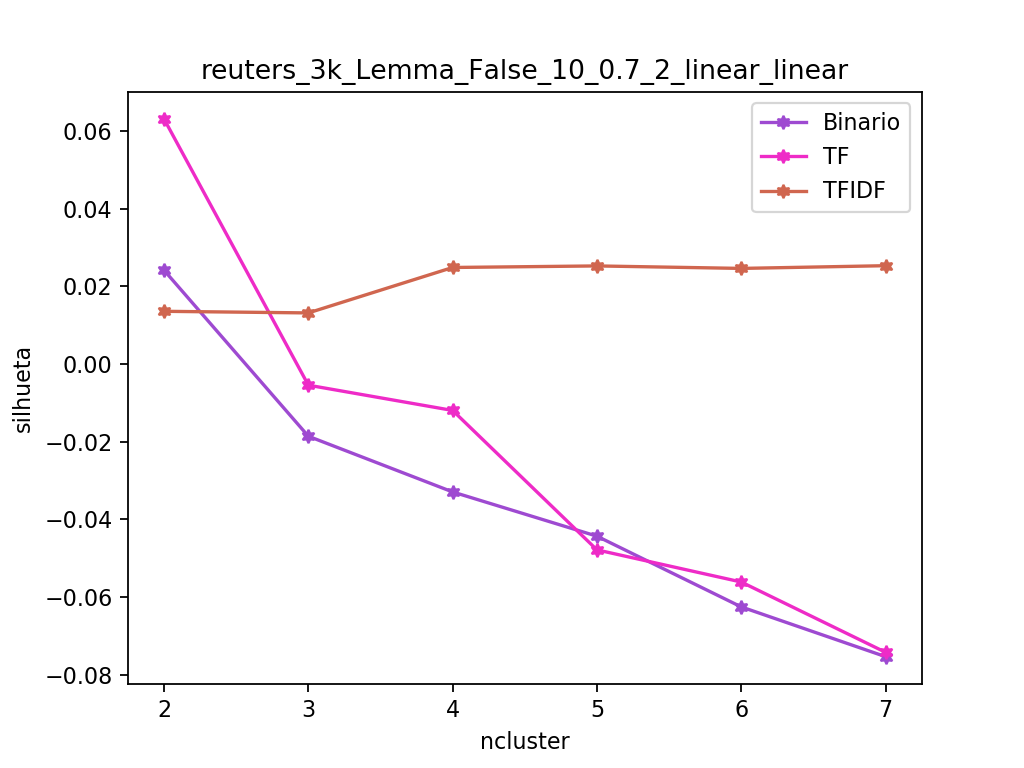 reuters_3k_Lemma_False_10_0.7_2_linear_linear
Binario
TF
TFIDF
0.06
0.04
0.02
0.00
−0.02
−0.04
−0.06
−0.08
silhueta
2 3 4 5 6 7
ncluster